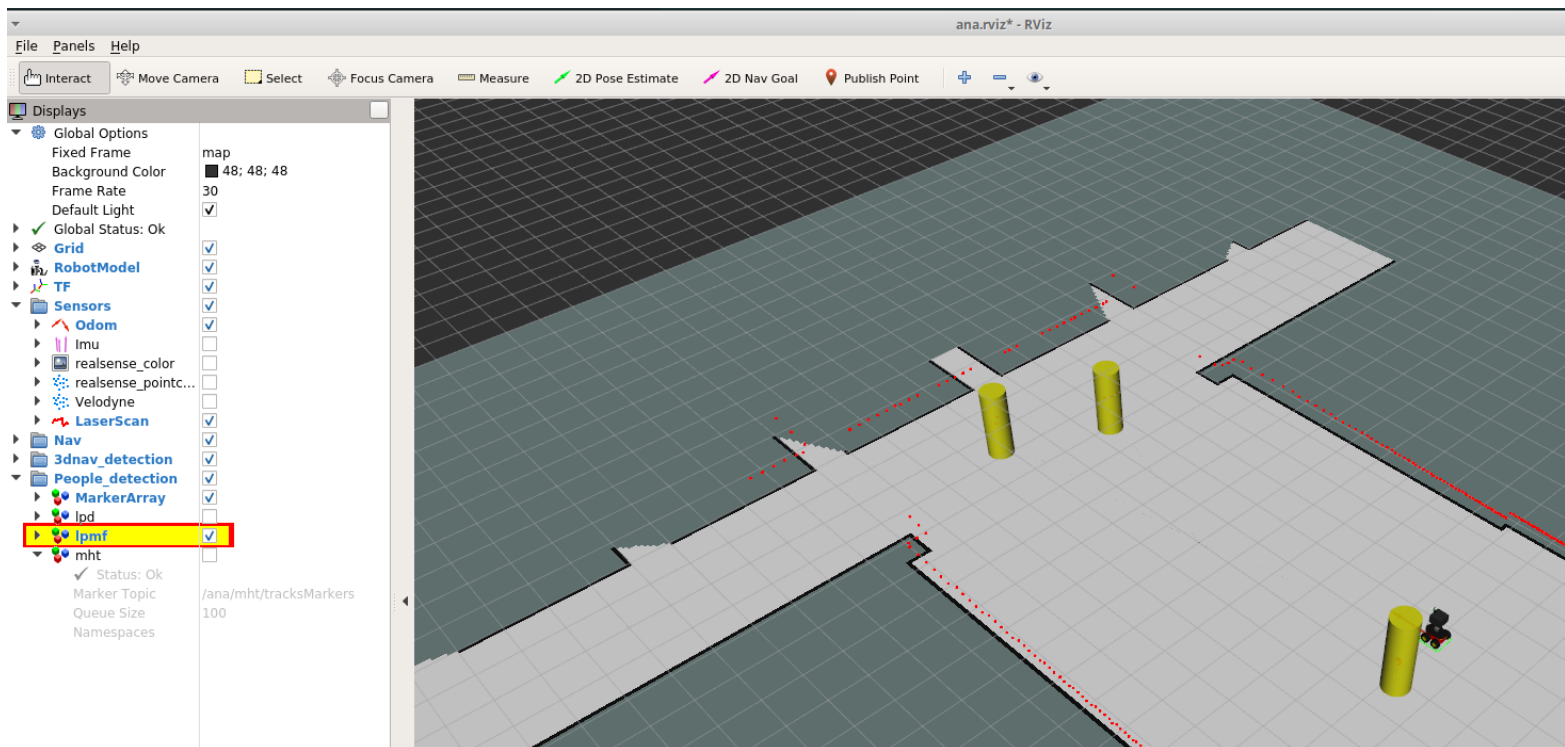 ana.rviz* - RViz
File Panels Help
Interact Move Camera Select Focus Camera Measure 2D Pose Estimate 2D Nav Goal Publish Point
Displays
Global Options
Fixed Frame map
Background Color 48; 48; 48
Frame Rate 30
Default Light
Global Status: Ok
Grid
RobotModel
TF
Sensors
Odom
Imu
realsense_color
realsense_pointc...
Velodyne
LaserScan
Nav
3dnav_detection
People_detection
MarkerArray
lpd
lpmf
mht
Status: Ok
Marker Topic /ana/mht/tracksMarkers
Queue Size 100
Namespaces